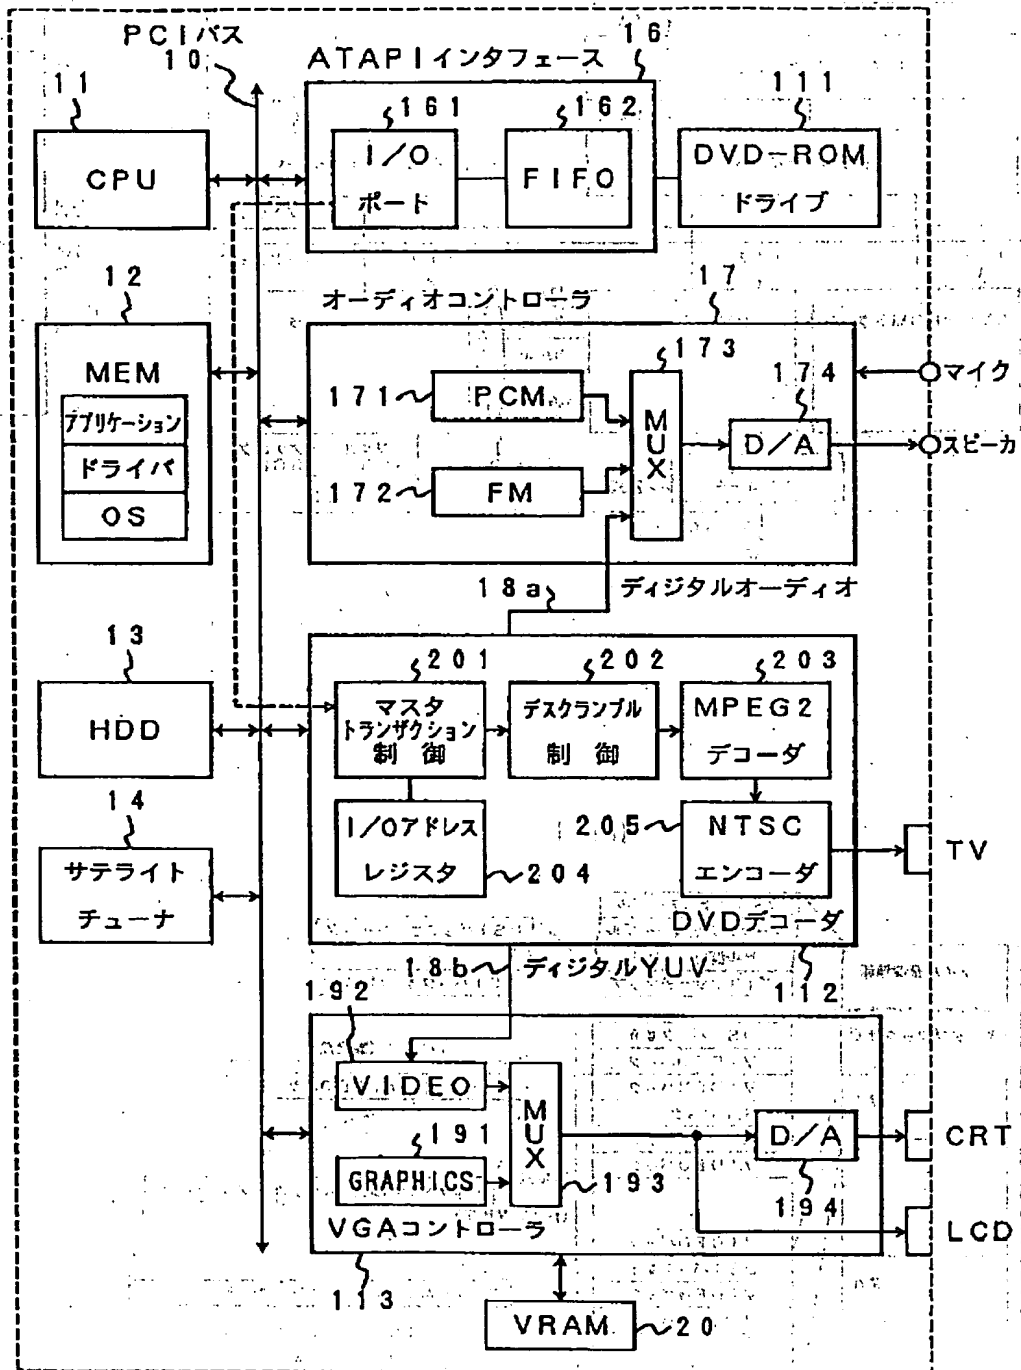 PCIバス
10
ATAPIインタフェース
16
11
CPU
161
I/O
ポート
162
FIFO
111
DVD-ROM
ドライブ
12
MEM
アプリケーション
ドライバ
OS
オーディオコントローラ
17
171
PCM
172
FM
173
MUX
174
D/A
マイク
スピーカ
18a
ディジタルオーディオ
13
HDD
14
サテライト
チューナ
201
マスタ
トランザクション
制御
202
デスクランブル
制御
203
MPEG2
デコーダ
I/Oアドレス
レジスタ
204
205
NTSC
エンコーダ
DVDデコーダ
TV
18b
ディジタルYUV
112
192
VIDEO
191
GRAPHICS
MUX
193
D/A
194
CRT
LCD
VGAコントローラ
113
VRAM
20